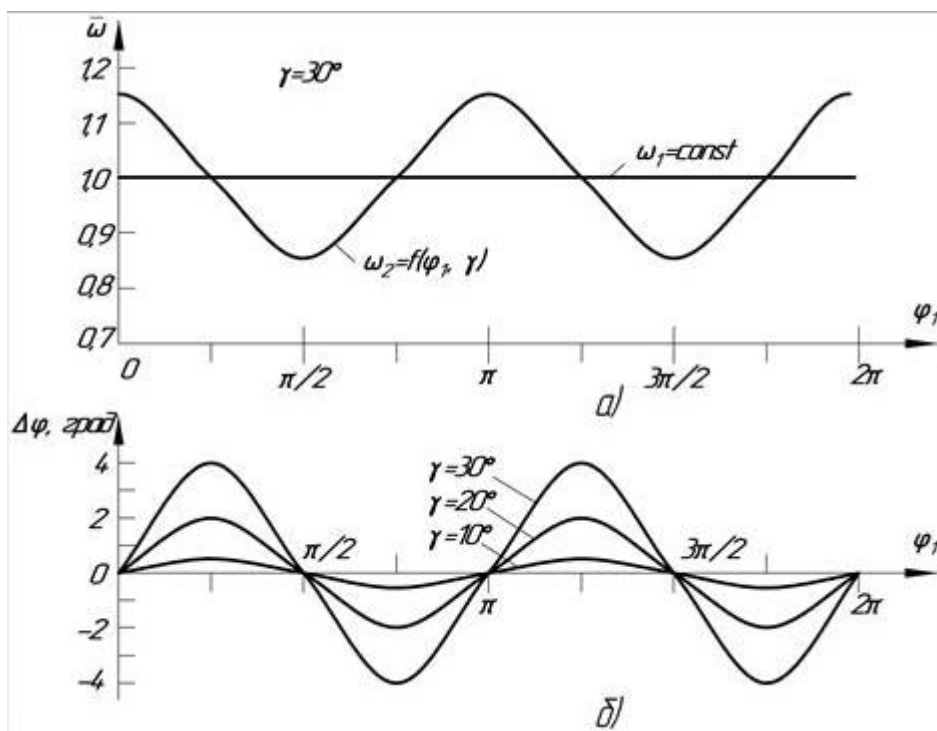 ω̄
1,2
γ=30°
1,1
ω₁=const
1,0
0,9
ω₂=f(φ₁, γ)
0,8
0,7
φ₁
0 π/2 π 3π/2 2π
а)
Δφ, град
4
γ=30°
γ=20°
2
γ=10°
π/2 3π/2 φ₁
0
π 2π
-2
-4
б)